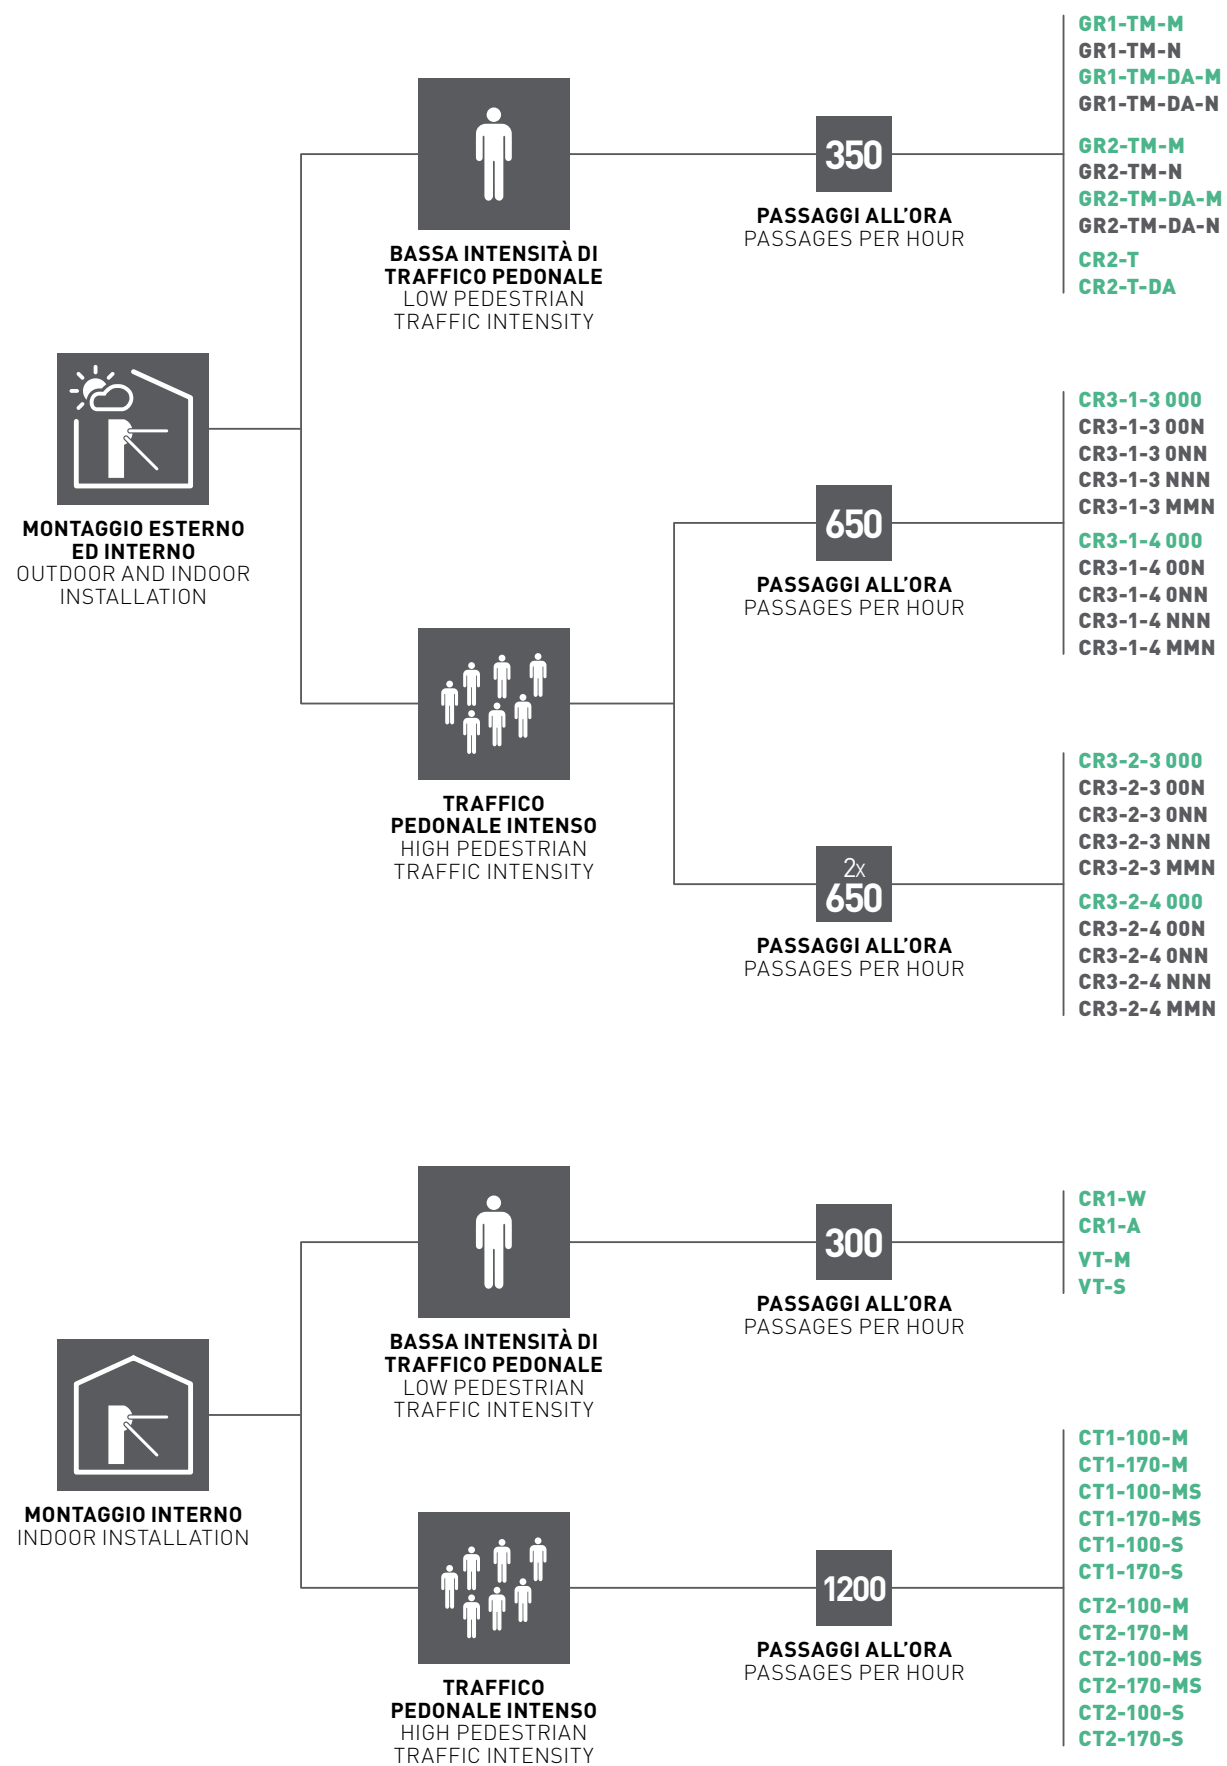 MONTAGGIO ESTERNO
ED INTERNO
OUTDOOR AND INDOOR
INSTALLATION
BASSA INTENSITÀ DI
TRAFFICO PEDONALE
LOW PEDESTRIAN
TRAFFIC INTENSITY
350
PASSAGGI ALL'ORA
PASSAGES PER HOUR
GR1-TM-M
GR1-TM-N
GR1-TM-DA-M
GR1-TM-DA-N
GR2-TM-M
GR2-TM-N
GR2-TM-DA-M
GR2-TM-DA-N
CR2-T
CR2-T-DA
TRAFFICO
PEDONALE INTENSO
HIGH PEDESTRIAN
TRAFFIC INTENSITY
650
PASSAGGI ALL'ORA
PASSAGES PER HOUR
CR3-1-3 000
CR3-1-3 00N
CR3-1-3 0NN
CR3-1-3 NNN
CR3-1-3 MMN
CR3-1-4 000
CR3-1-4 00N
CR3-1-4 0NN
CR3-1-4 NNN
CR3-1-4 MMN
2x
650
PASSAGGI ALL'ORA
PASSAGES PER HOUR
CR3-2-3 000
CR3-2-3 00N
CR3-2-3 0NN
CR3-2-3 NNN
CR3-2-3 MMN
CR3-2-4 000
CR3-2-4 00N
CR3-2-4 0NN
CR3-2-4 NNN
CR3-2-4 MMN
MONTAGGIO INTERNO
INDOOR INSTALLATION
BASSA INTENSITÀ DI
TRAFFICO PEDONALE
LOW PEDESTRIAN
TRAFFIC INTENSITY
300
PASSAGGI ALL'ORA
PASSAGES PER HOUR
CR1-W
CR1-A
VT-M
VT-S
TRAFFICO
PEDONALE INTENSO
HIGH PEDESTRIAN
TRAFFIC INTENSITY
1200
PASSAGGI ALL'ORA
PASSAGES PER HOUR
CT1-100-M
CT1-170-M
CT1-100-MS
CT1-170-MS
CT1-100-S
CT1-170-S
CT2-100-M
CT2-170-M
CT2-100-MS
CT2-170-MS
CT2-100-S
CT2-170-S